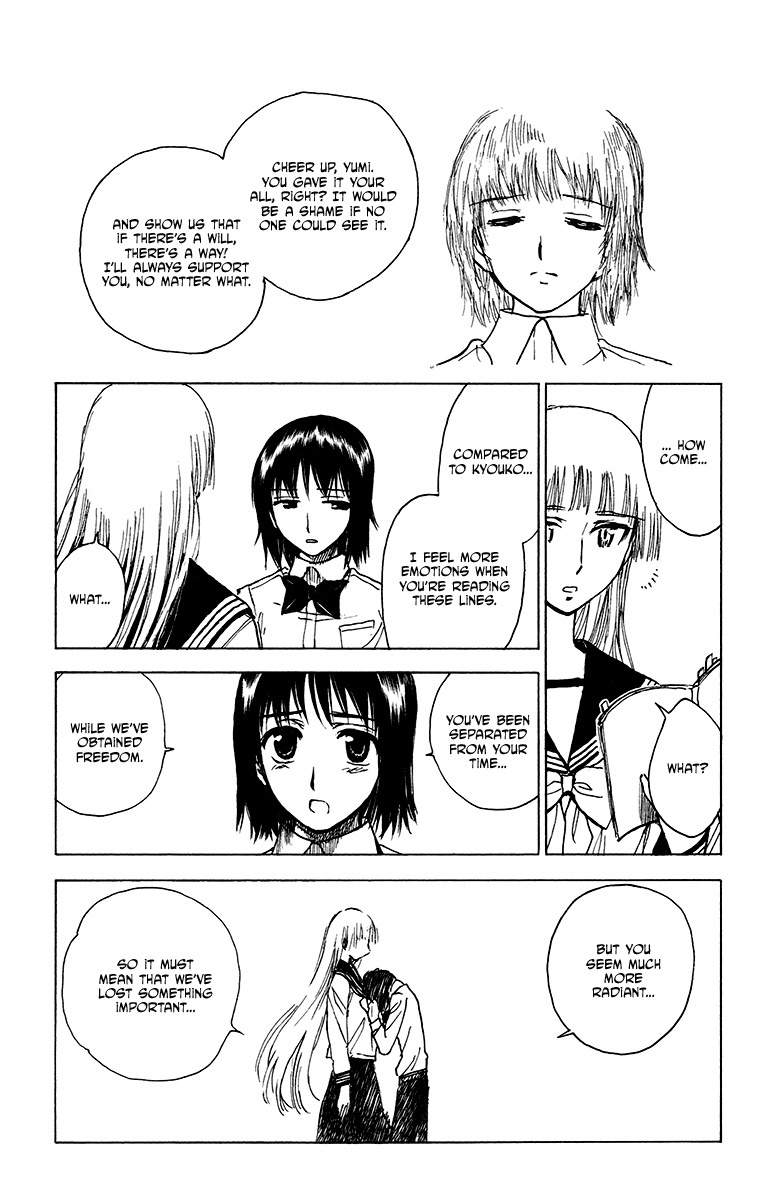 CHEER UP, YUMI.
YOU GAVE IT YOUR
ALL, RIGHT? IT WOULD
BE A SHAME IF NO
ONE COULD SEE IT.
AND SHOW US THAT
IF THERE'S A WILL,
THERE'S A WAY!
I'LL ALWAYS SUPPORT
YOU, NO MATTER WHAT.
... HOW
COME...
WHAT?
COMPARED
TO KYOUKO...
I FEEL MORE
EMOTIONS WHEN
YOU'RE READING
THESE LINES.
WHAT...
YOU'VE BEEN
SEPARATED
FROM YOUR
TIME...
WHILE WE'VE
OBTAINED
FREEDOM.
BUT YOU
SEEM MUCH
MORE
RADIANT...
SO IT MUST
MEAN THAT WE'VE
LOST SOMETHING
IMPORTANT...